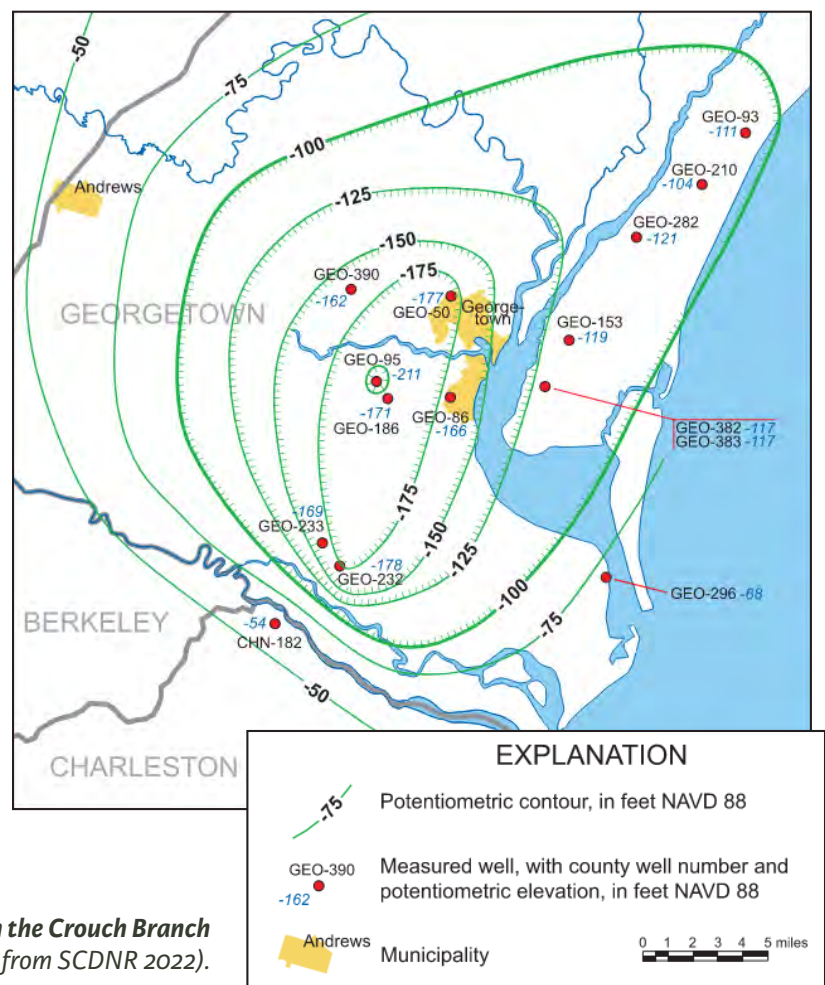 -50
-75
-100
-125
-150
-175
Andrews
GEORGETOWN
GEO-93
-111
GEO-210
-104
GEO-282
-121
GEO-390
-162
-177
GEO-50
George-
town
GEO-153
-119
GEO-95
-211
-171
GEO-186
GEO-86
-166
GEO-382 -117
GEO-383 -117
-169
GEO-233
-178
GEO-232
-175
-150
-125
-100
-75
GEO-296 -68
BERKELEY
-54
CHN-182
-50
CHARLESTON
EXPLANATION
-75
Potentiometric contour, in feet NAVD 88
GEO-390
-162
Measured well, with county well number and
potentiometric elevation, in feet NAVD 88
Andrews
Municipality
0 1 2 3 4 5 miles
the Crouch Branch
from SCDNR 2022).